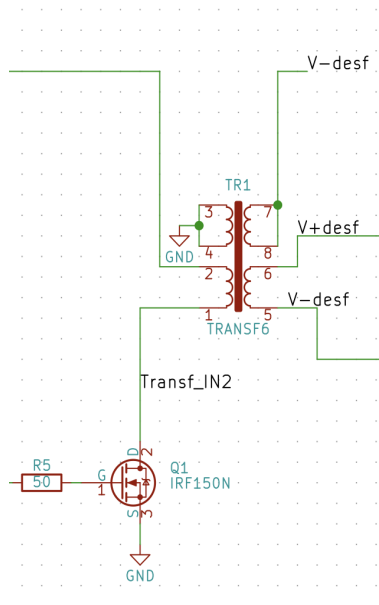 V-desf
TR1
3
7
V+desf
GND
4
8
2
6
V-desf
1
5
TRANSF6
Transf_IN2
D
2
R5
50
G
1
Q1
IRF150N
S
3
GND